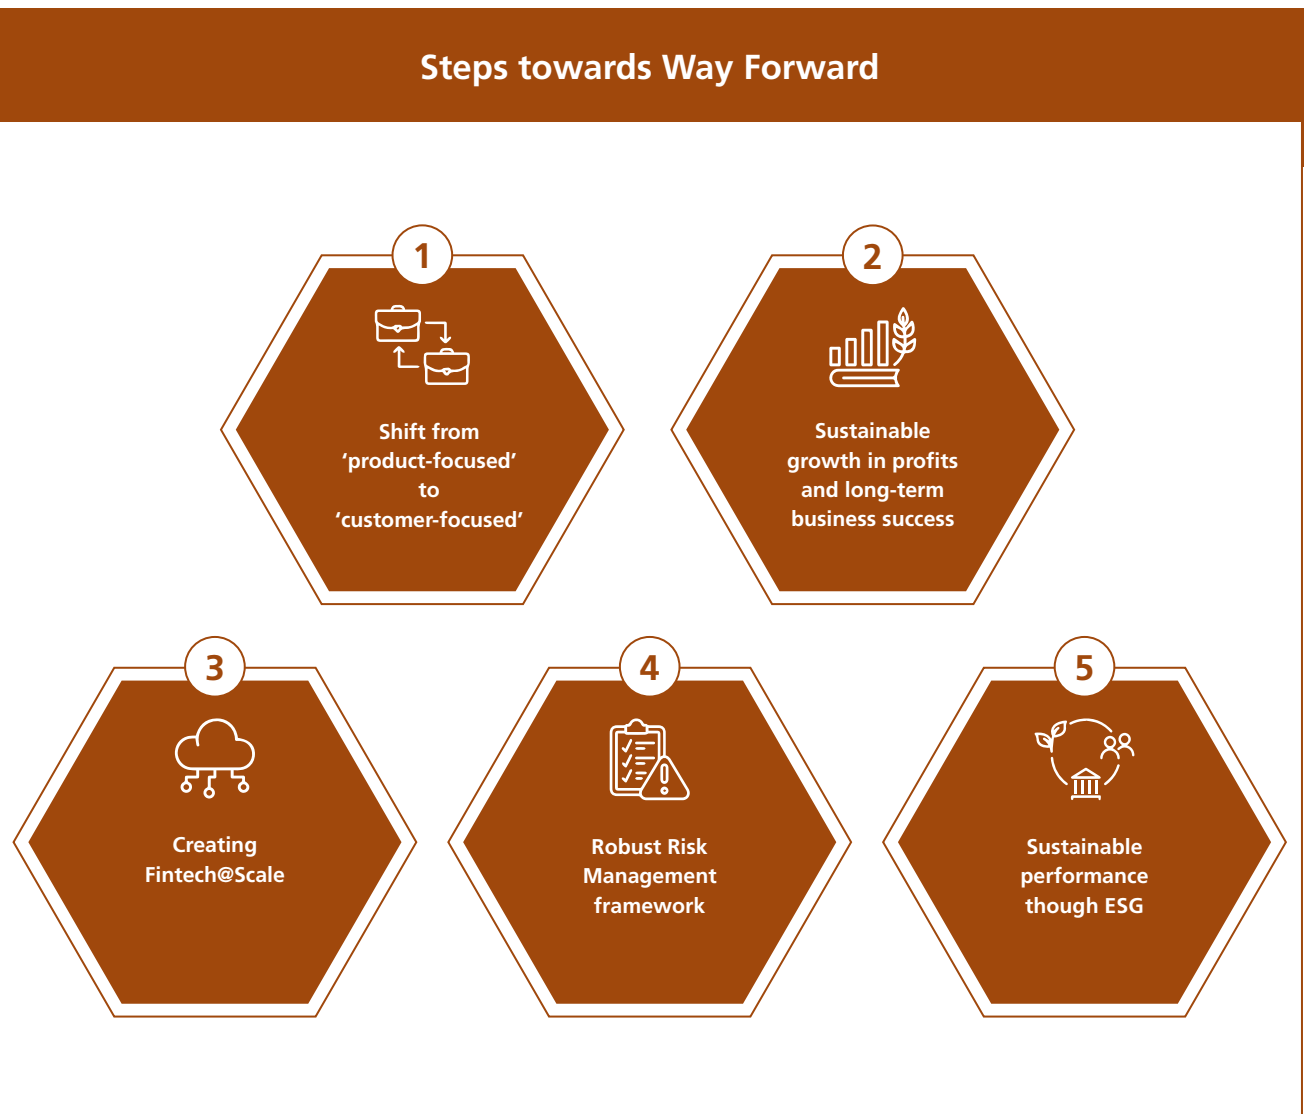 Steps towards Way Forward
1
Shift from
‘product-focused’
to
‘customer-focused’
2
Sustainable
growth in profits
and long-term
business success
3
Creating
Fintech@Scale
4
Robust Risk
Management
framework
5
Sustainable
performance
though ESG